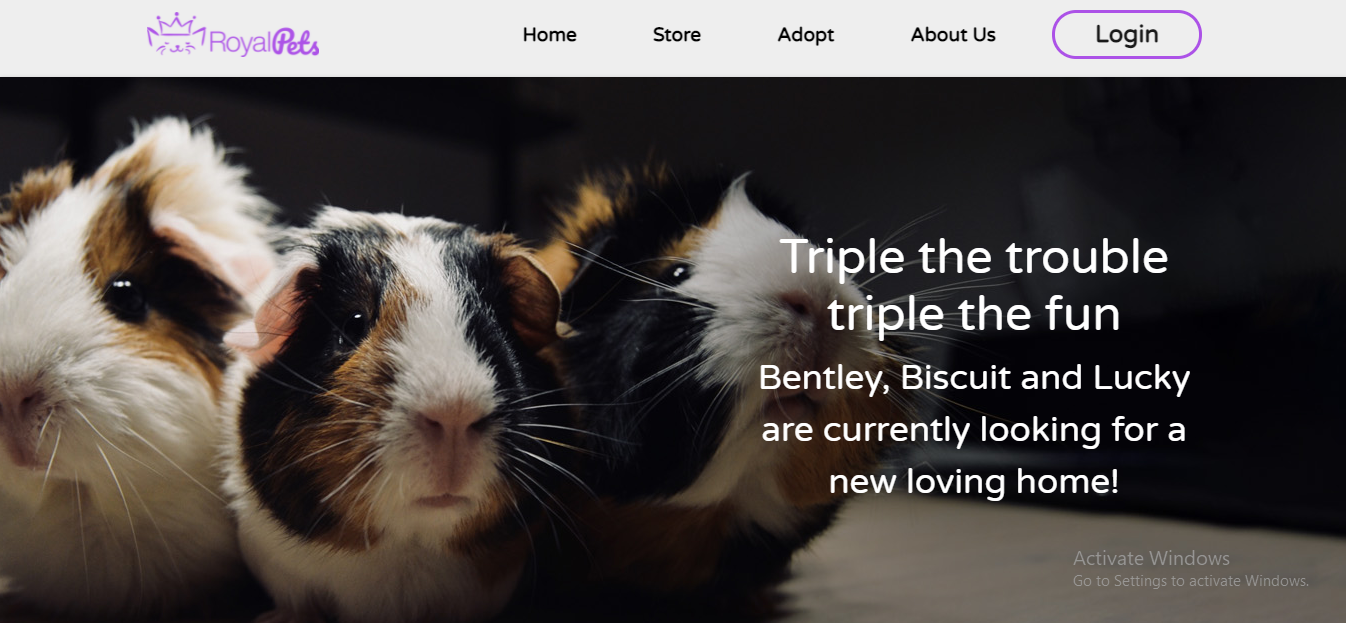 RoyalPets
Home
Store
Adopt
About Us
Login
Triple the trouble
triple the fun
Bentley, Biscuit and Lucky
are currently looking for a
new loving home!
Activate Windows
Go to Settings to activate Windows.